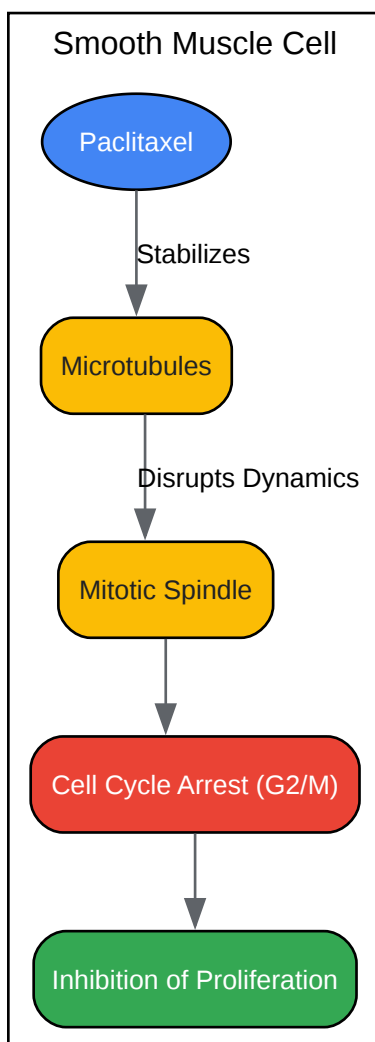 Smooth Muscle Cell
Paclitaxel
Stabilizes
Microtubules
Disrupts Dynamics
Mitotic Spindle
Cell Cycle Arrest (G2/M)
Inhibition of Proliferation